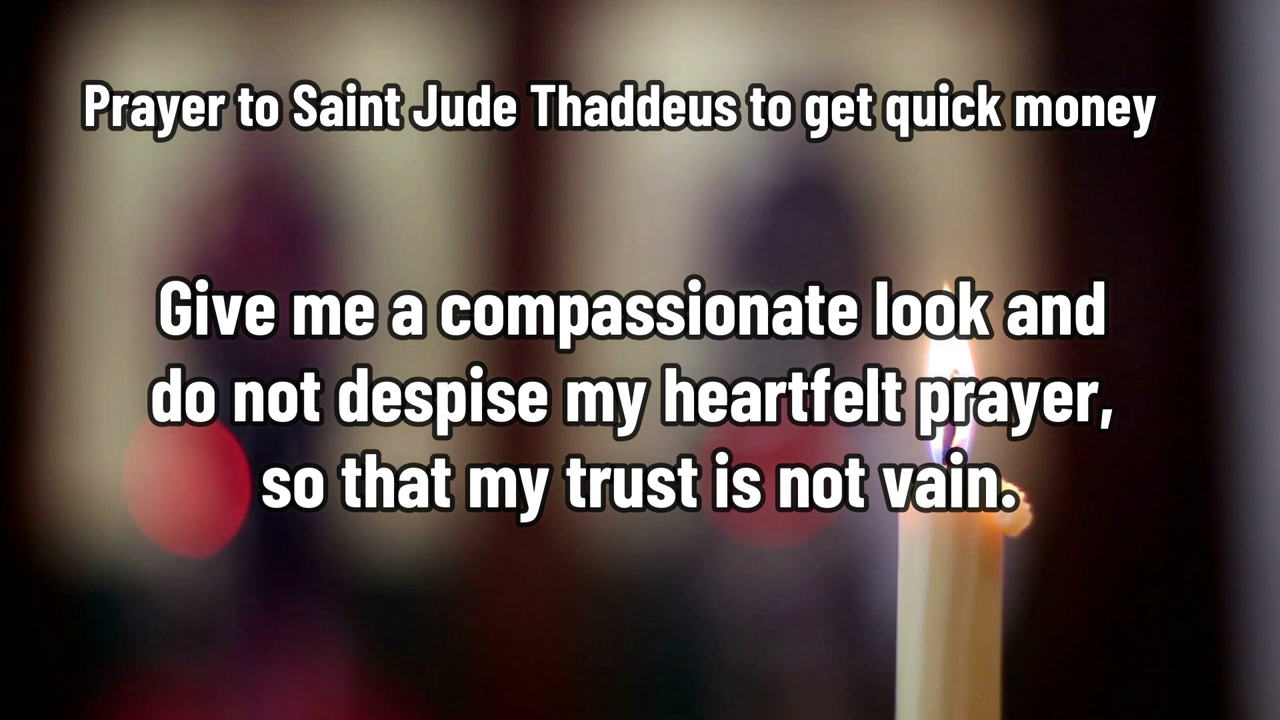 Prayer to Saint Jude Thaddeus to get quick money
Give me a compassionate look and
do not despise my heartfelt prayer,
so that my trust is not vain.